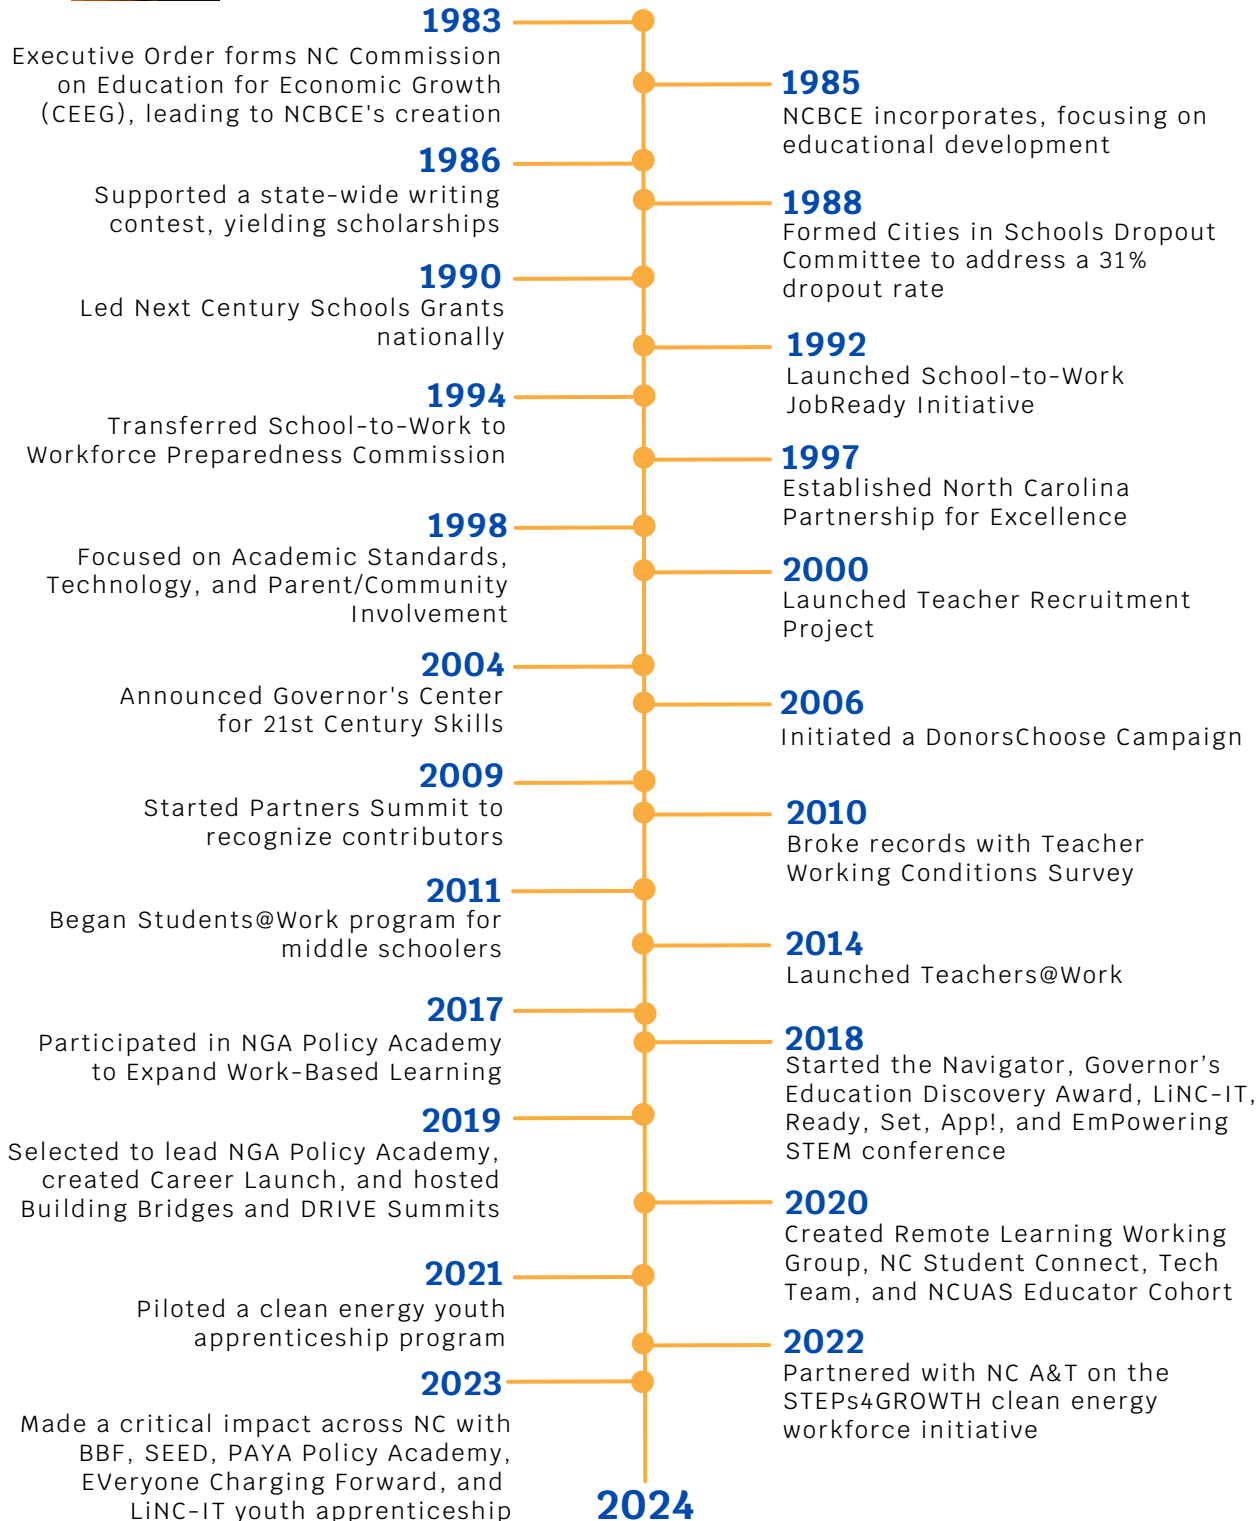 1983
Executive Order forms NC Commission
on Education for Economic Growth
(CEEG), leading to NCBCE's creation
1985
NCBCE incorporates, focusing on
educational development
1986
Supported a state-wide writing
contest, yielding scholarships
1988
Formed Cities in Schools Dropout
Committee to address a 31%
dropout rate
1990
Led Next Century Schools Grants
nationally
1992
Launched School-to-Work
JobReady Initiative
1994
Transferred School-to-Work to
Workforce Preparedness Commission
1997
Established North Carolina
Partnership for Excellence
1998
Focused on Academic Standards,
Technology, and Parent/Community
Involvement
2000
Launched Teacher Recruitment
Project
2004
Announced Governor's Center
for 21st Century Skills
2006
Initiated a DonorsChoose Campaign
2009
Started Partners Summit to
recognize contributors
2010
Broke records with Teacher
Working Conditions Survey
2011
Began Students@Work program for
middle schoolers
2014
Launched Teachers@Work
2017
Participated in NGA Policy Academy
to Expand Work-Based Learning
2018
Started the Navigator, Governor’s
Education Discovery Award, LiNC-IT,
Ready, Set, App!, and EmPowering
STEM conference
2019
Selected to lead NGA Policy Academy,
created Career Launch, and hosted
Building Bridges and DRIVE Summits
2020
Created Remote Learning Working
Group, NC Student Connect, Tech
Team, and NCUAS Educator Cohort
2021
Piloted a clean energy youth
apprenticeship program
2022
Partnered with NC A&T on the
STEPs4GROWTH clean energy
workforce initiative
2023
Made a critical impact across NC with
BBF, SEED, PAYA Policy Academy,
EVeryone Charging Forward, and
LiNC-IT youth apprenticeship
2024